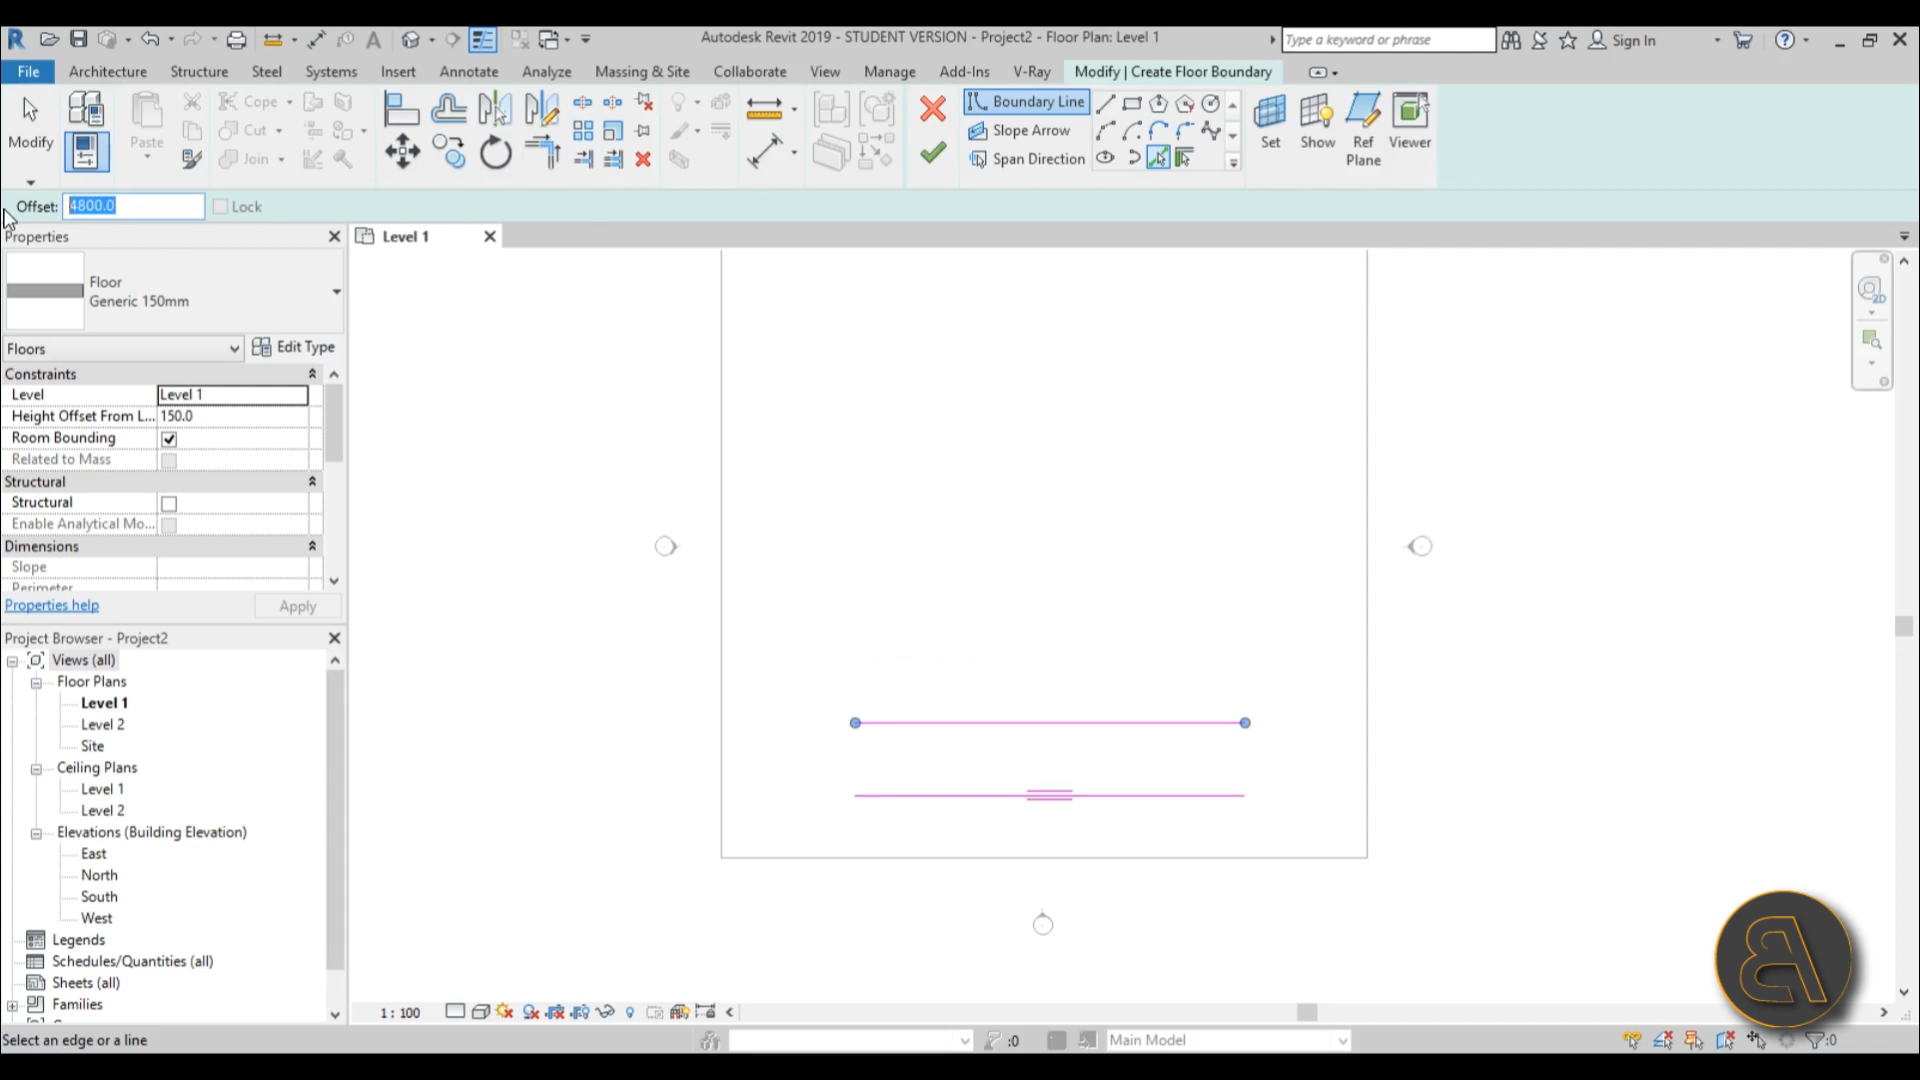 Autodesk Revit 2019 - STUDENT VERSION - Project2 - Floor Plan: Level 1
Type a keyword or phrase
Sign In
File Architecture Structure Steel Systems Insert Annotate Analyze Massing & Site Collaborate View Manage Add-Ins V-Ray Modify | Create Floor Boundary
Modify
Paste
Cope
Cut
Join
Boundary Line
Slope Arrow
Span Direction
Set
Show
Ref
Plane
Viewer
Offset: 4800.0 Lock
Properties
Level 1
Floor
Generic 150mm
Floors
Edit Type
Constraints
Level Level 1
Height Offset From L... 150.0
Room Bounding
Related to Mass
Structural
Structural
Enable Analytical Mo...
Dimensions
Slope
Perimeter
Properties help
Apply
Project Browser - Project2
Views (all)
Floor Plans
Level 1
Level 2
Site
Ceiling Plans
Level 1
Level 2
Elevations (Building Elevation)
East
North
South
West
Legends
Schedules/Quantities (all)
Sheets (all)
Families
2D
1 : 100
Select an edge or a line
:0
Main Model
:0